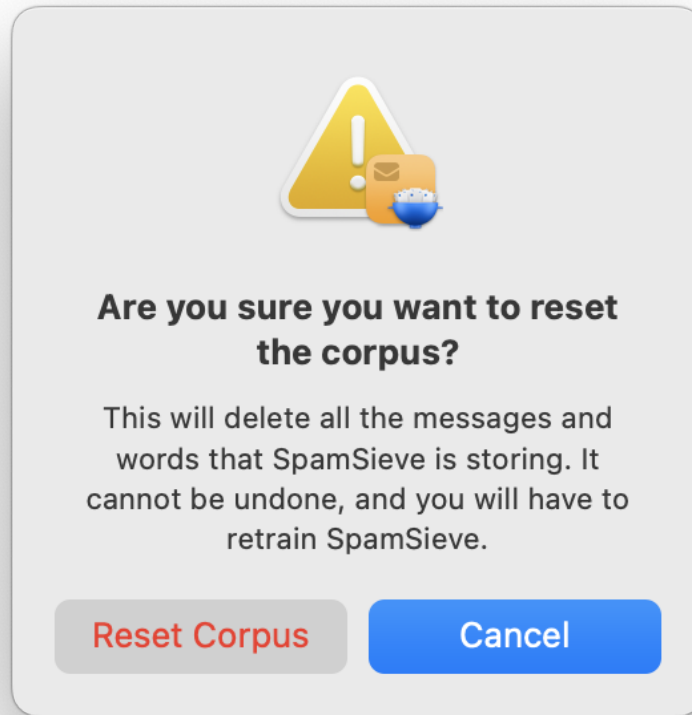 Are you sure you want to reset
the corpus?
This will delete all the messages and
words that SpamSieve is storing. It
cannot be undone, and you will have to
retrain SpamSieve.
Reset Corpus
Cancel